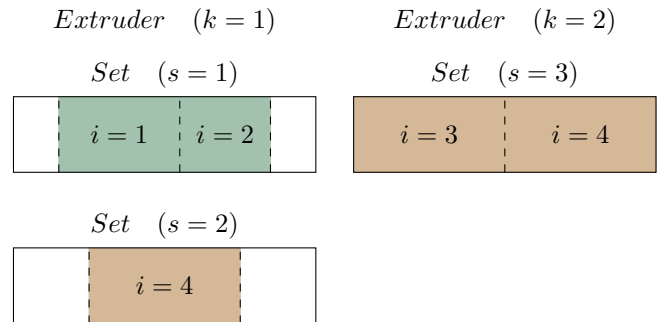 Extruder (k = 1) Extruder (k = 2)
Set (s = 1) Set (s = 3)
i = 1 i = 2 i = 3 i = 4
Set (s = 2)
i = 4